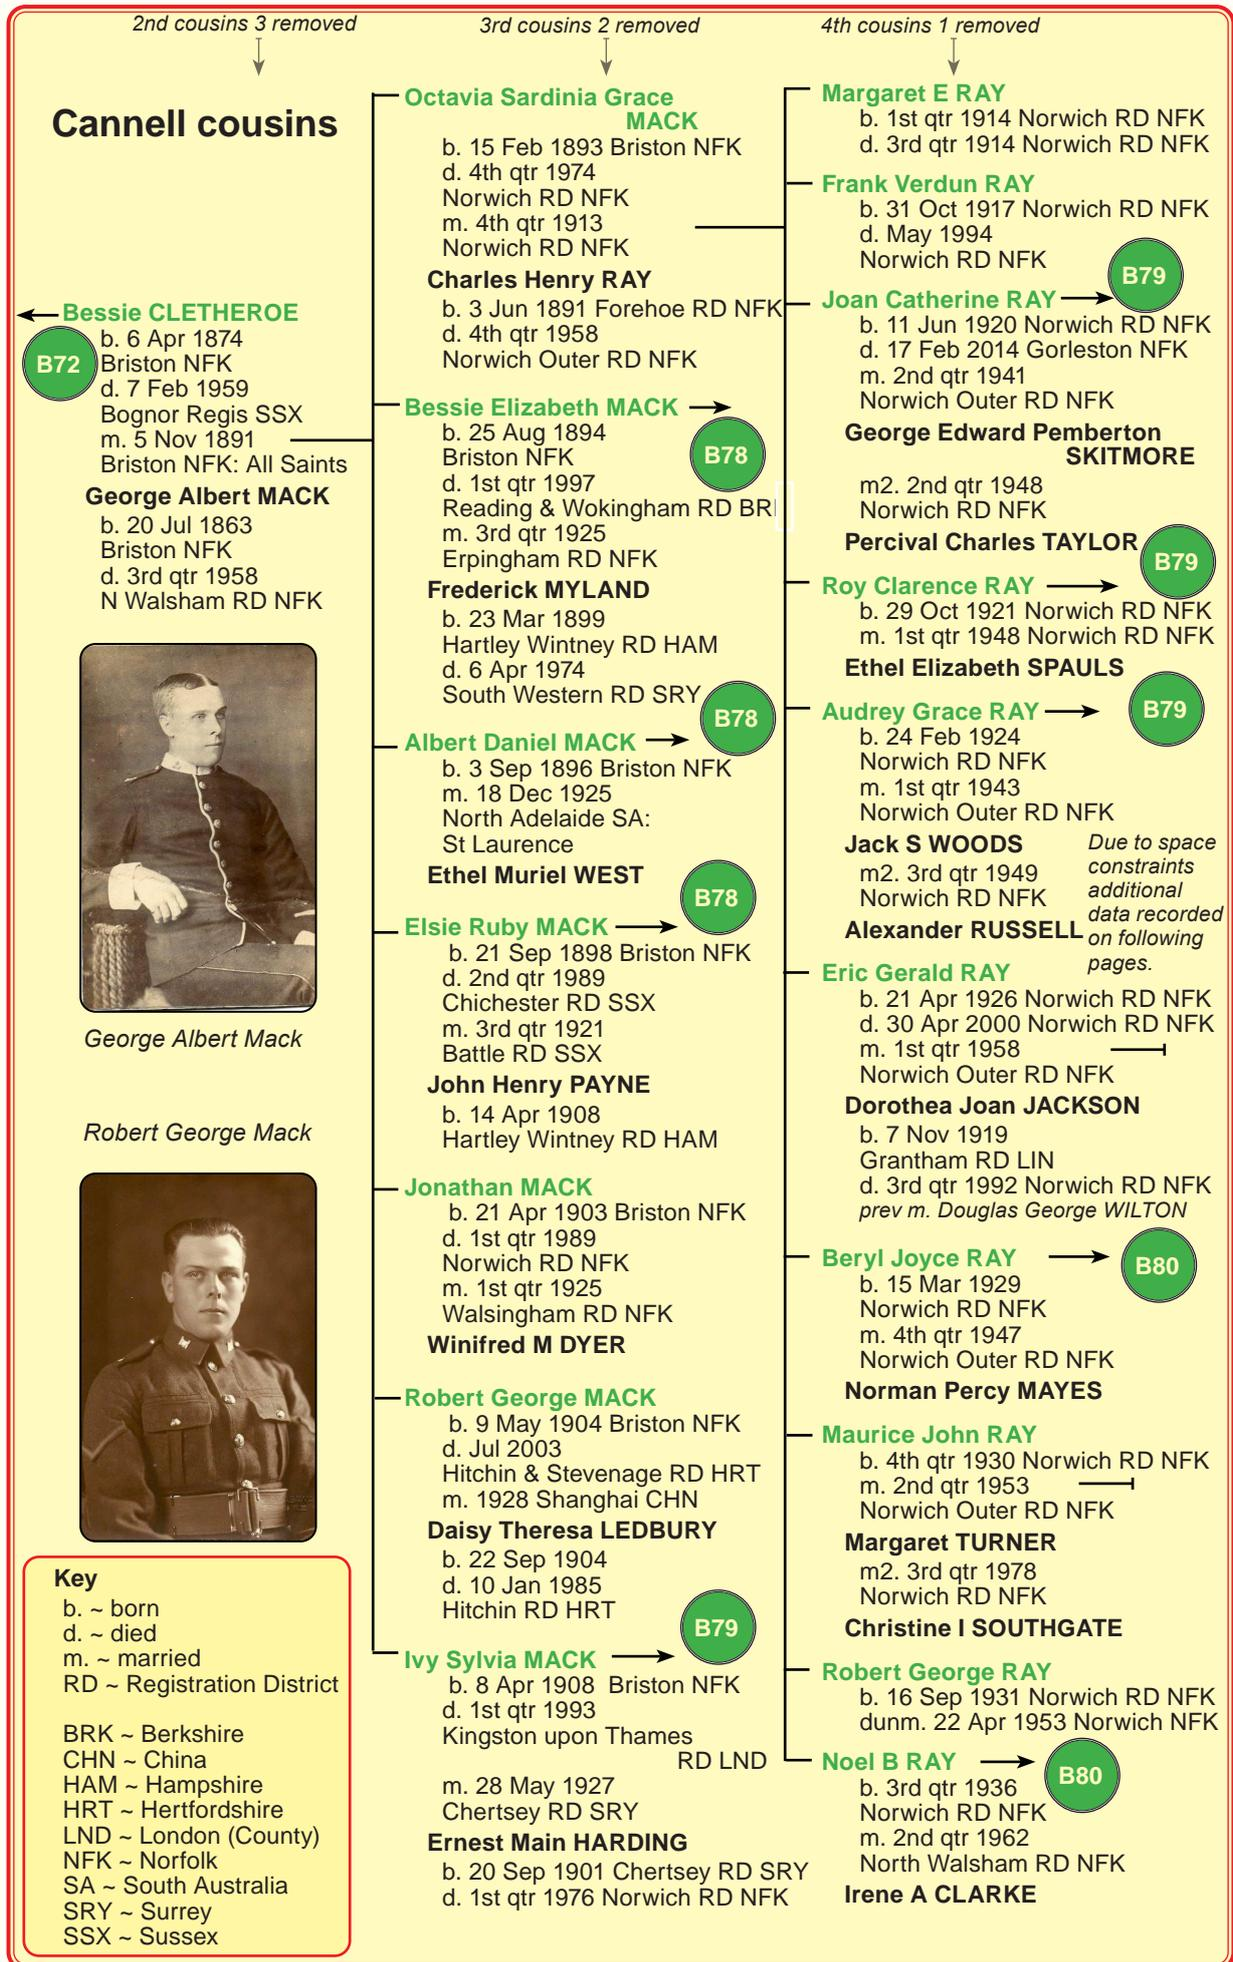 2nd cousins 3 removed
3rd cousins 2 removed
4th cousins 1 removed
Cannell cousins
Bessie CLETHEROE
B72
b. 6 Apr 1874
Briston NFK
d. 7 Feb 1959
Bognor Regis SSX
m. 5 Nov 1891
Briston NFK: All Saints
George Albert MACK
b. 20 Jul 1863
Briston NFK
d. 3rd qtr 1958
N Walsham RD NFK
George Albert Mack
Robert George Mack
Key
b. ~ born
d. ~ died
m. ~ married
RD ~ Registration District
BRK ~ Berkshire
CHN ~ China
HAM ~ Hampshire
HRT ~ Hertfordshire
LND ~ London (County)
NFK ~ Norfolk
SA ~ South Australia
SRY ~ Surrey
SSX ~ Sussex
Octavia Sardinia Grace
MACK
b. 15 Feb 1893 Briston NFK
d. 4th qtr 1974
Norwich RD NFK
m. 4th qtr 1913
Norwich RD NFK
Charles Henry RAY
b. 3 Jun 1891 Forehoe RD NFK
d. 4th qtr 1958
Norwich Outer RD NFK
Bessie Elizabeth MACK
B78
b. 25 Aug 1894
Briston NFK
d. 1st qtr 1997
Reading & Wokingham RD
m. 3rd qtr 1925
Erpingham RD NFK
Frederick MYLAND
b. 23 Mar 1899
Hartley Wintney RD HAM
d. 6 Apr 1974
South Western RD SRY
Albert Daniel MACK
B78
b. 3 Sep 1896 Briston NFK
m. 18 Dec 1925
North Adelaide SA:
St Laurence
Ethel Muriel WEST
Elsie Ruby MACK
B78
b. 21 Sep 1898 Briston NFK
d. 2nd qtr 1989
Chichester RD SSX
m. 3rd qtr 1921
Battle RD SSX
John Henry PAYNE
b. 14 Apr 1908
Hartley Wintney RD HAM
Jonathan MACK
b. 21 Apr 1903 Briston NFK
d. 1st qtr 1989
Norwich RD NFK
m. 1st qtr 1925
Walsingham RD NFK
Winifred M DYER
Robert George MACK
b. 9 May 1904 Briston NFK
d. Jul 2003
Hitchin & Stevenage RD HRT
m. 1928 Shanghai CHN
Daisy Theresa LEDBURY
b. 22 Sep 1904
d. 10 Jan 1985
Hitchin RD HRT
Ivy Sylvia MACK
B79
b. 8 Apr 1908 Briston NFK
d. 1st qtr 1993
Kingston upon Thames
RD LND
m. 28 May 1927
Chertsey RD SRY
Ernest Main HARDING
b. 20 Sep 1901 Chertsey RD SRY
d. 1st qtr 1976 Norwich RD NFK
Margaret E RAY
b. 1st qtr 1914 Norwich RD NFK
d. 3rd qtr 1914 Norwich RD NFK
Frank Verdun RAY
b. 31 Oct 1917 Norwich RD NFK
d. May 1994
Norwich RD NFK
Joan Catherine RAY
B79
b. 11 Jun 1920 Norwich RD NFK
d. 17 Feb 2014 Gorleston NFK
m. 2nd qtr 1941
Norwich Outer RD NFK
George Edward Pemberton
SKITMORE
m2. 2nd qtr 1948
Norwich RD NFK
Percival Charles TAYLOR
Roy Clarence RAY
B79
b. 29 Oct 1921 Norwich RD NFK
m. 1st qtr 1948 Norwich RD NFK
Ethel Elizabeth SPAULS
Audrey Grace RAY
B79
b. 24 Feb 1924
Norwich RD NFK
m. 1st qtr 1943
Norwich Outer RD NFK
Jack S WOODS
m2. 3rd qtr 1949
Norwich RD NFK
Alexander RUSSELL
Due to space
constraints
additional
data recorded
on following
pages.
Eric Gerald RAY
b. 21 Apr 1926 Norwich RD NFK
d. 30 Apr 2000 Norwich RD NFK
m. 1st qtr 1958
Norwich Outer RD NFK
Dorothea Joan JACKSON
b. 7 Nov 1919
Grantham RD LIN
d. 3rd qtr 1992 Norwich RD NFK
prev m. Douglas George WILTON
Beryl Joyce RAY
B80
b. 15 Mar 1929
Norwich RD NFK
m. 4th qtr 1947
Norwich Outer RD NFK
Norman Percy MAYES
Maurice John RAY
b. 4th qtr 1930 Norwich RD NFK
m. 2nd qtr 1953
Norwich Outer RD NFK
Margaret TURNER
m2. 3rd qtr 1978
Norwich RD NFK
Christine I SOUTHGATE
Robert George RAY
b. 16 Sep 1931 Norwich RD NFK
dunm. 22 Apr 1953 Norwich NFK
Noel B RAY
B80
b. 3rd qtr 1936
Norwich RD NFK
m. 2nd qtr 1962
North Walsham RD NFK
Irene A CLARKE